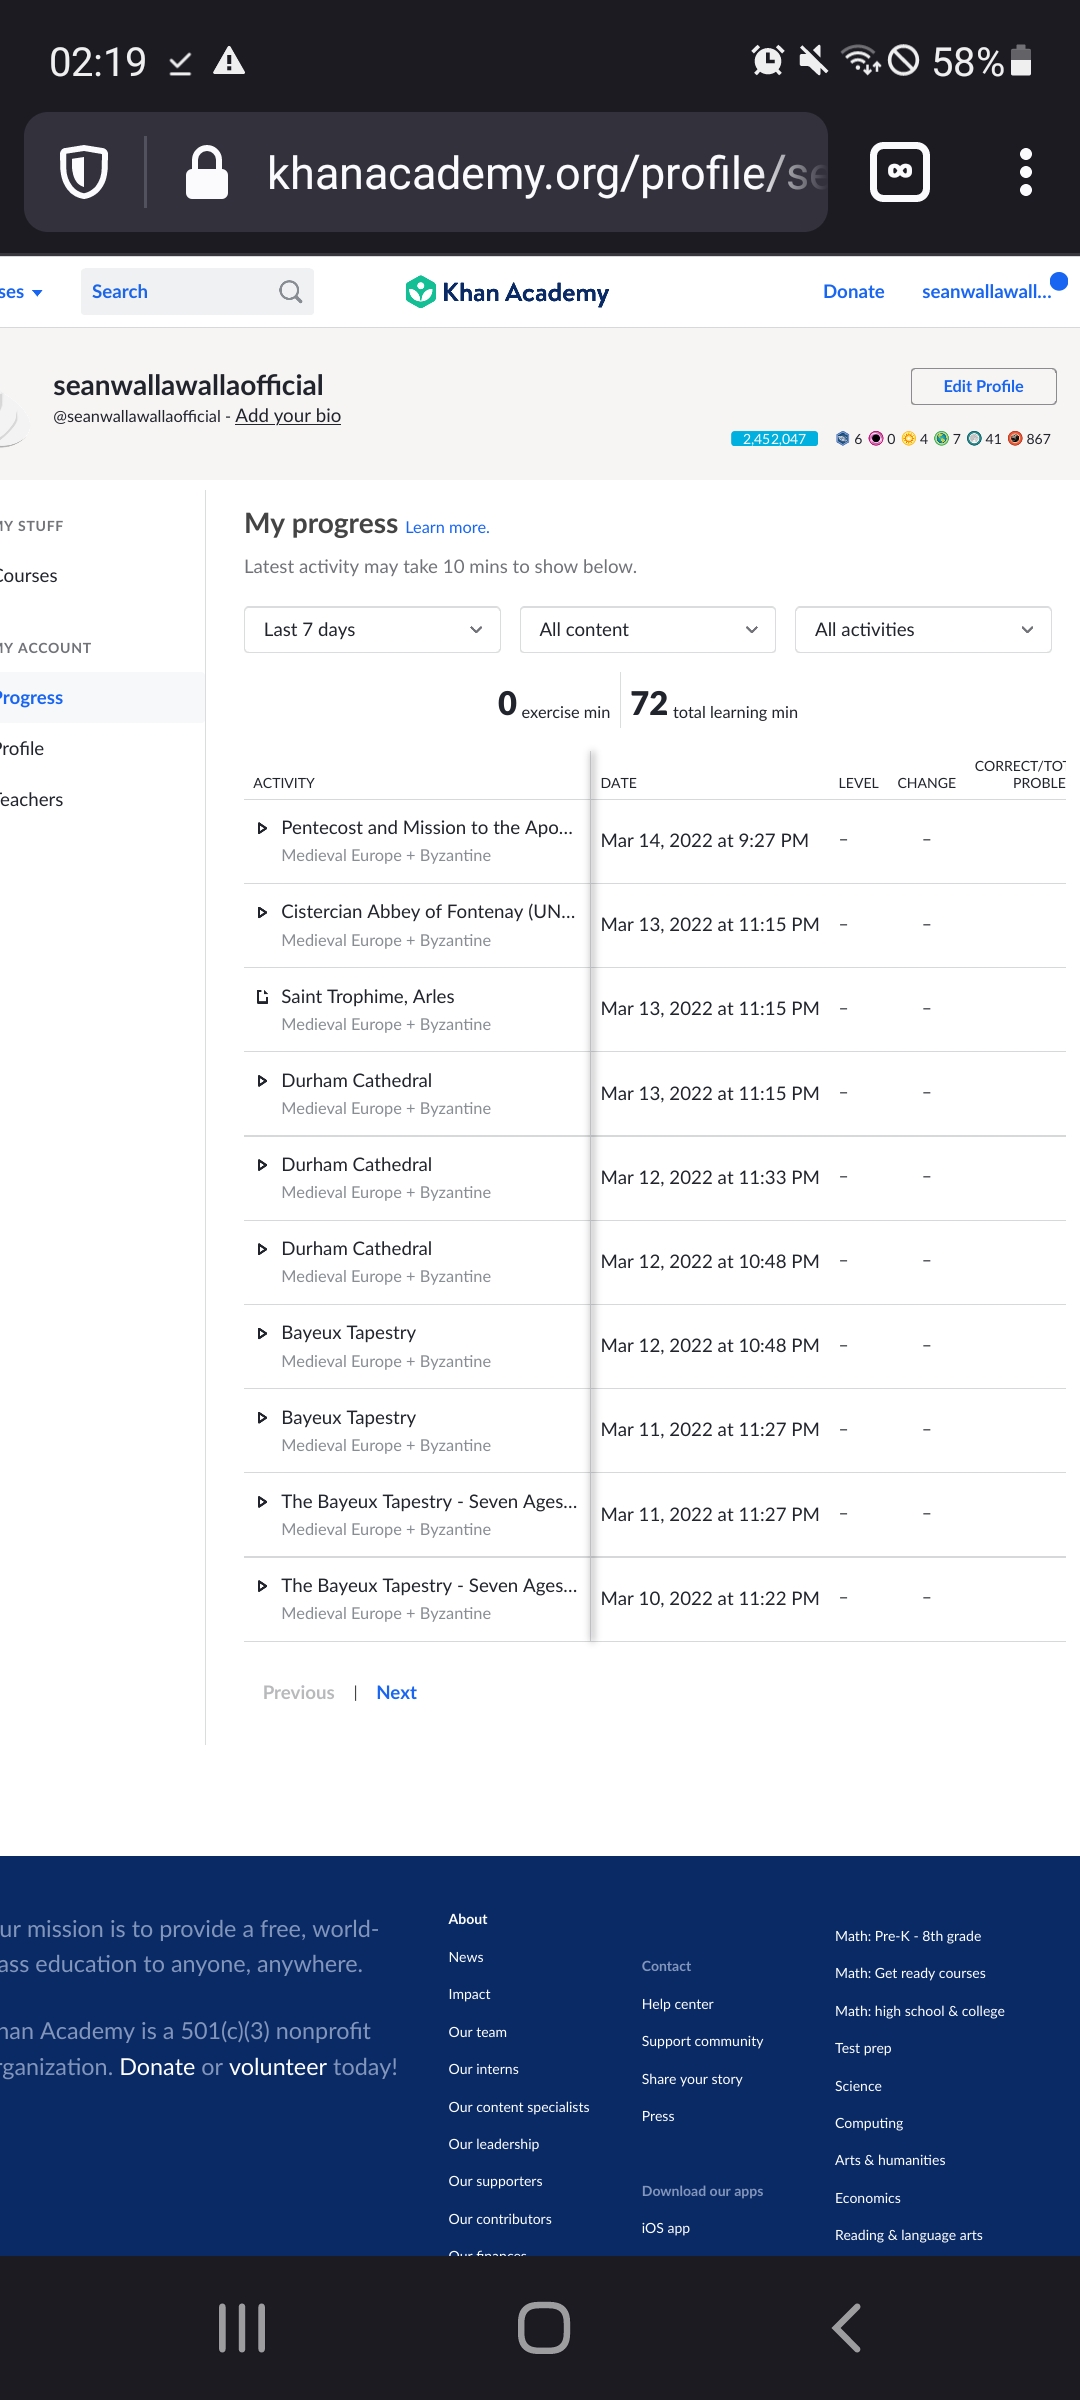 02:19
58%
khanacademy.org/profile/se
ses
Search
Khan Academy
Donate
seanwallawall...
seanwallawallaofficial
@seanwallawallaofficial - Add your bio
Edit Profile
2,452,047
6 0 4 7 41 867
MY STUFF
Courses
MY ACCOUNT
Progress
Profile
Teachers
My progress Learn more.
Latest activity may take 10 mins to show below.
Last 7 days
All content
All activities
0 exercise min
72 total learning min
ACTIVITY
DATE
LEVEL
CHANGE
CORRECT/TOT
PROBLE
Pentecost and Mission to the Apo...
Medieval Europe + Byzantine
Mar 14, 2022 at 9:27 PM – –
Cistercian Abbey of Fontenay (UN...
Medieval Europe + Byzantine
Mar 13, 2022 at 11:15 PM – –
Saint Trophime, Arles
Medieval Europe + Byzantine
Mar 13, 2022 at 11:15 PM – –
Durham Cathedral
Medieval Europe + Byzantine
Mar 13, 2022 at 11:15 PM – –
Durham Cathedral
Medieval Europe + Byzantine
Mar 12, 2022 at 11:33 PM – –
Durham Cathedral
Medieval Europe + Byzantine
Mar 12, 2022 at 10:48 PM – –
Bayeux Tapestry
Medieval Europe + Byzantine
Mar 12, 2022 at 10:48 PM – –
Bayeux Tapestry
Medieval Europe + Byzantine
Mar 11, 2022 at 11:27 PM – –
The Bayeux Tapestry - Seven Ages...
Medieval Europe + Byzantine
Mar 11, 2022 at 11:27 PM – –
The Bayeux Tapestry - Seven Ages...
Medieval Europe + Byzantine
Mar 10, 2022 at 11:22 PM – –
Previous | Next
ur mission is to provide a free, world-
ass education to anyone, anywhere.
han Academy is a 501(c)(3) nonprofit
rganization. Donate or volunteer today!
About
News
Impact
Our team
Our interns
Our content specialists
Our leadership
Our supporters
Our contributors
Our finances
Contact
Help center
Support community
Share your story
Press
Download our apps
iOS app
Math: Pre-K - 8th grade
Math: Get ready courses
Math: high school & college
Test prep
Science
Computing
Arts & humanities
Economics
Reading & language arts